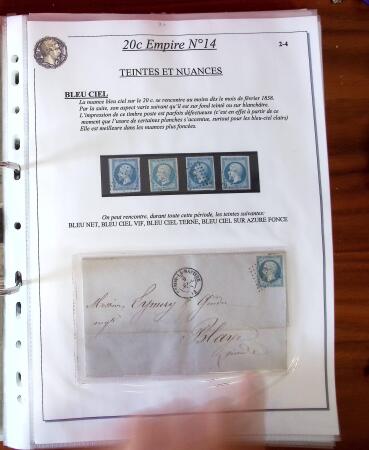 20c Empire N°14
2-4
TEINTES ET NUANCES
BLEU CIEL
La nuance bleu ciel sur le 20 c. se rencontre au moins dès le mois de février 1858.
Par la suite, son aspect varie suivant qu'il est sur fond teinté ou sur blanchâtre.
L'impression de ce timbre poste est parfois défectueuse (c'est à partir de ce
moment que l'usure de certaines planches s'accentue, surtout pour les bleu-ciel clairs)
Elle est meilleure dans les nuances plus foncées.
On peut rencontrer, durant toute cette période, les teintes suivantes:
BLEU NET, BLEU CIEL VIF, BLEU CIEL TERNE, BLEU CIEL SUR AZURE FONCE
Messieurs